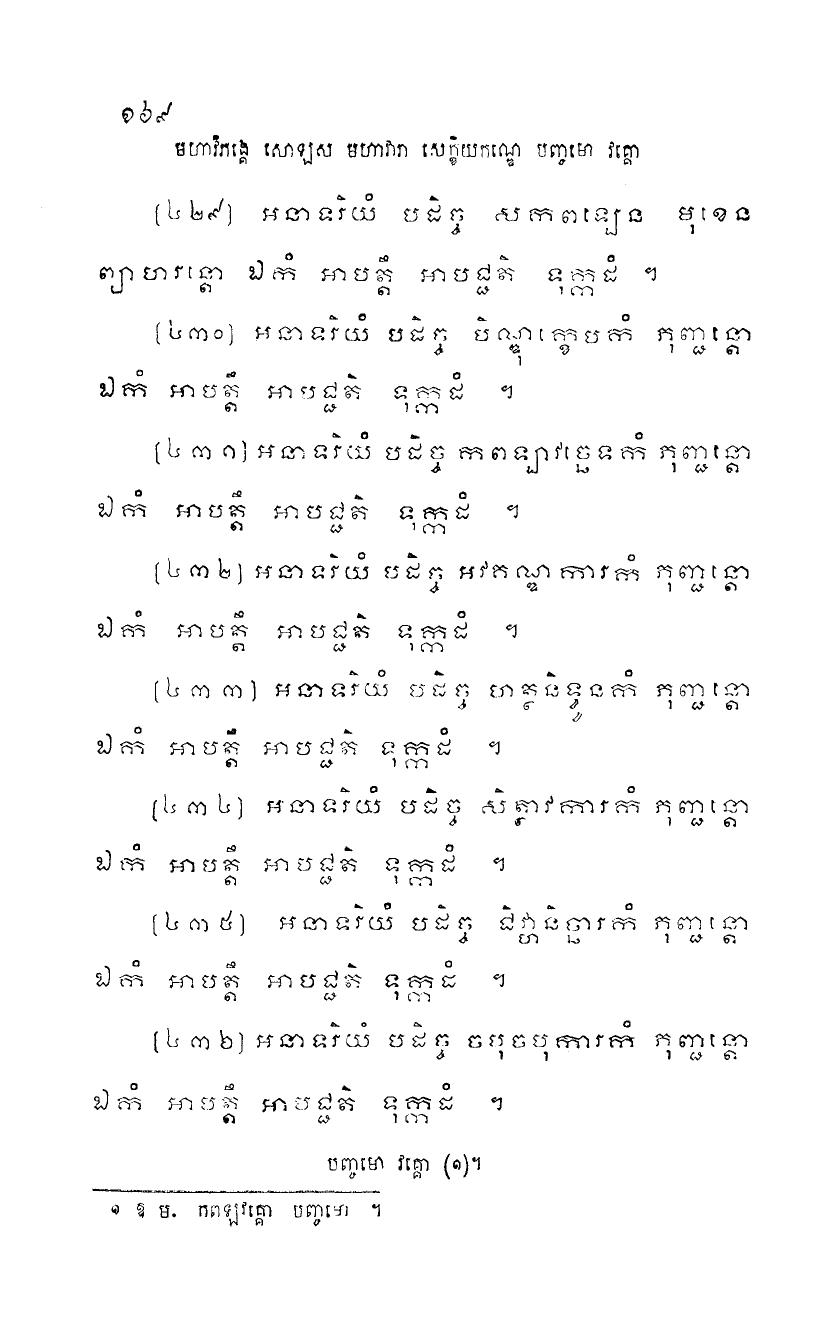 ១៦៩
មហាវិភង្គេ សោឡស មហាវារា សេក្ខិយកណ្ឌេ បញ្ចមោ វគ្គោ
[៤២៩] អនាទរិយំ បដិច្ច សកពឡេន មុខេន
ព្យាហរន្តោ ឯកំ អាបត្តឹ អាបជ្ជតិ ទុក្កដំ ។
[៤៣០] អនាទរិយំ បដិច្ច បិណ្ឌុក្ខេបកំ ភុញ្ជន្តោ
ឯកំ អាបត្តឹ អាបជ្ជតិ ទុក្កដំ ។
[៤៣១] អនាទរិយំ បដិច្ច កពឡាវច្ឆេទកំ ភុញ្ជន្តោ
ឯកំ អាបត្តឹ អាបជ្ជតិ ទុក្កដំ ។
[៤៣២] អនាទរិយំ បដិច្ច អវគណ្ឌការកំ ភុញ្ជន្តោ
ឯកំ អាបត្តឹ អាបជ្ជតិ ទុក្កដំ ។
[៤៣៣] អនាទរិយំ បដិច្ច ហត្ថនិទ្ធូនកំ ភុញ្ជន្តោ
ឯកំ អាបត្តឹ អាបជ្ជតិ ទុក្កដំ ។
[៤៣៤] អនាទរិយំ បដិច្ច សិត្ថាវការកំ ភុញ្ជន្តោ
ឯកំ អាបត្តឹ អាបជ្ជតិ ទុក្កដំ ។
[៤៣៥] អនាទរិយំ បដិច្ច ជិវ្ហានិច្ឆារកំ ភុញ្ជន្តោ
ឯកំ អាបត្តឹ អាបជ្ជតិ ទុក្កដំ ។
[៤៣៦] អនាទរិយំ បដិច្ច ចបុចបុការកំ ភុញ្ជន្តោ
ឯកំ អាបត្តឹ អាបជ្ជតិ ទុក្កដំ ។
បញ្ចមោ វគ្គោ (១)។
១ ឱ ម. កពឡវគ្គោ បញ្ចមោ ។